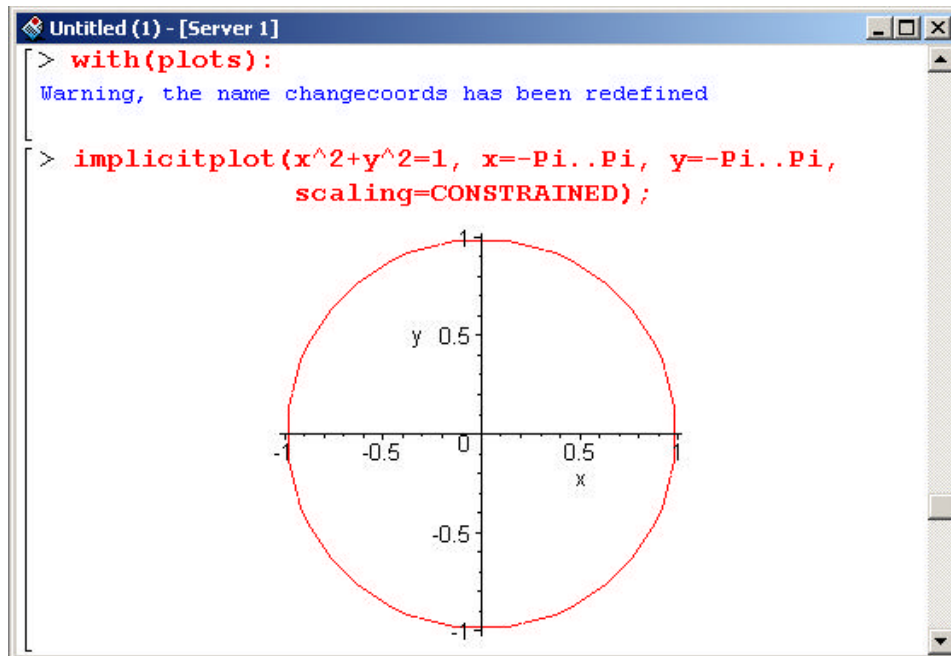 Untitled (1) - [Server 1]
> with(plots):
Warning, the name changecoords has been redefined
> implicitplot(x^2+y^2=1, x=-Pi..Pi, y=-Pi..Pi,
scaling=CONSTRAINED);
1
y 0.5
-1 -0.5 0 0.5 1
x
-0.5
-1